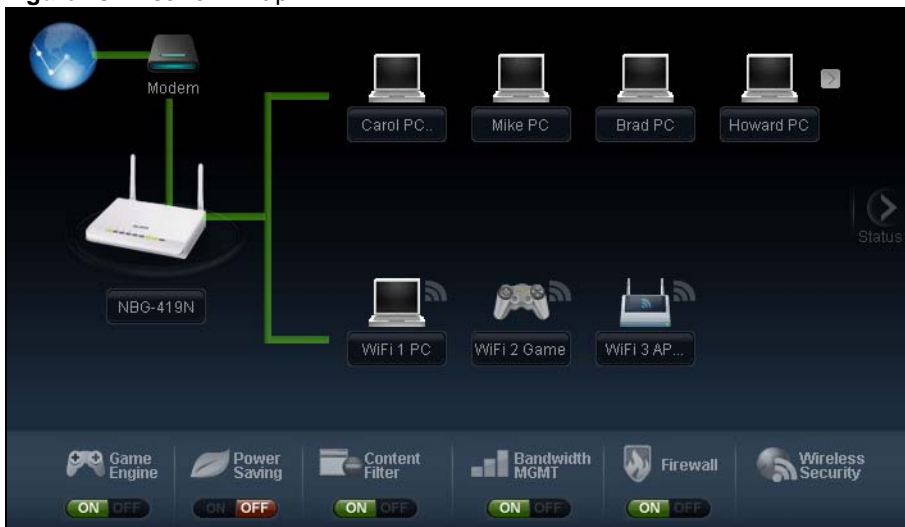 Modem
Carol PC..
Mike PC
Brad PC
Howard PC
Status
NBG-419N
WiFi 1 PC
WiFi 2 Game
WiFi 3 AP...
Game
Engine
Power
Saving
Content
Filter
Bandwidth
MGMT
Firewall
Wireless
Security
ON OFF
ON OFF
ON OFF
ON OFF
ON OFF